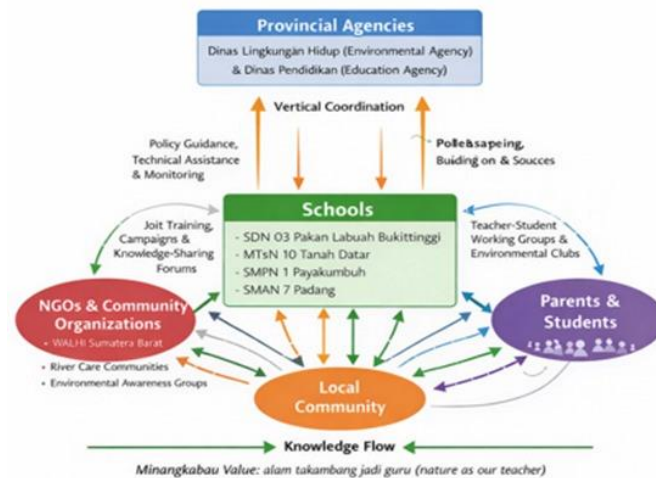 Provincial Agencies
Dinas Lingkungan Hidup (Environmental Agency)
& Dinas Pendidikan (Education Agency)
Vertical Coordination
Policy Guidance,
Technical Assistance
& Monitoring
Buiding on & Soucces
Schools
- SDN 03 Pakan Labuah Bukittinggi
- MTsN 10 Tanah Datar
- SMPN 1 Payakumbuh
- SMAN 7 Padang
Joit Training,
Campaigns &
Knowledge-Sharing
Forums
Teacher-Student
Working Groups &
Environmental Clubs
NGOs & Community
Organizations
• WALHI Sumatera Barat
• River Care Communities
• Environmental Awareness Groups
Parents &
Students
Local
Community
Knowledge Flow
Minangkabau Value: alam takambang jadi guru (nature as our teacher)